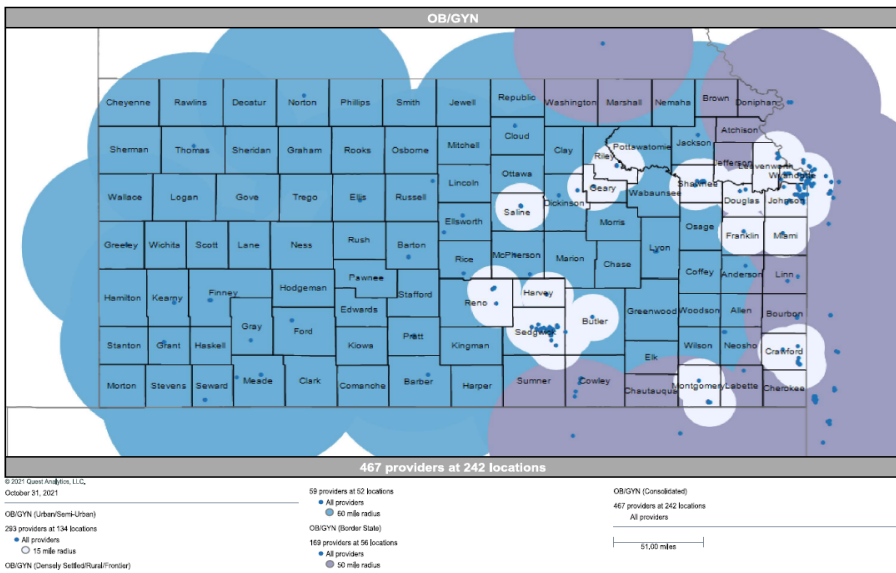 OB/GYN
Cheyenne Rawlins Decatur Norton Phillips Smith Jewell Republic Washington Marshall Nemaha Brown Doniphan
Atchison
Sherman Thomas Sheridan Graham Rooks Osborne Mitchell Cloud Clay Riley Pottawatomie Jackson Jefferson Leavenworth
Wyandotte
Wallace Logan Gove Trego Ellis Russell Lincoln Ottawa Dickinson Geary Wabaunsee Shawnee Douglas Johnson
Saline Morris
Greeley Wichita Scott Lane Ness Rush Barton Ellsworth McPherson Marion Chase Lyon Osage Franklin Miami
Rice
Hamilton Kearny Finney Hodgeman Pawnee Stafford Reno Harvey Coffey Anderson Linn
Edwards
Gray Ford Butler Greenwood Woodson Allen Bourbon
Stanton Grant Haskell Kiowa Pratt Kingman Sedgwick Wilson Neosho Crawford
Elk
Morton Stevens Seward Meade Clark Comanche Barber Harper Sumner Cowley Chautauqua Montgomery Labette Cherokee
467 providers at 242 locations
© 2021 Quest Analytics, LLC.
October 31, 2021
OB/GYN (Urban/Semi-Urban)
293 providers at 134 locations
All providers
15 mile radius
OB/GYN (Densely Settled/Rural/Frontier)
59 providers at 52 locations
All providers
60 mile radius
OB/GYN (Border State)
169 providers at 56 locations
All providers
50 mile radius
OB/GYN (Consolidated)
467 providers at 242 locations
All providers
51.00 miles